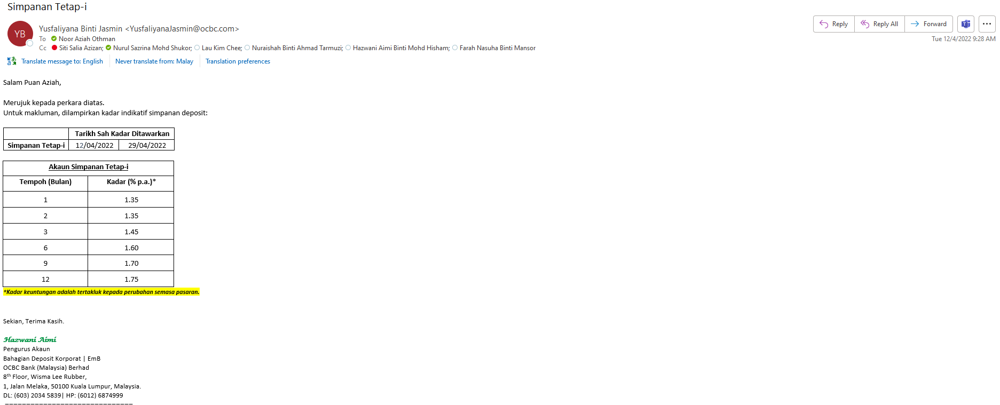 Simpanan Tetap-i
YB
Yusfaliyana Binti Jasmin <YusfaliyanaJasmin@ocbc.com>
To Noor Aziah Othman
Cc Siti Salia Azizan; Nurul Sazrina Mohd Shukor; Lau Kim Chee; Nuraishah Binti Ahmad Tarmuzi; Hazwani Aimi Binti Mohd Hisham; Farah Nasuha Binti Mansor
Reply Reply All Forward
Tue 12/4/2022 9:28 AM
Translate message to: English Never translate from: Malay Translation preferences
Salam Puan Aziah,
Merujuk kepada perkara diatas.
Untuk makluman, dilampirkan kadar indikatif simpanan deposit:
Tarikh Sah Kadar Ditawarkan
Simpanan Tetap-i 12/04/2022 29/04/2022
Akaun Simpanan Tetap-i
Tempoh (Bulan) Kadar (% p.a.)*
1 1.35
2 1.35
3 1.45
6 1.60
9 1.70
12 1.75
*Kadar keuntungan adalah tertakluk kepada perubahan semasa pasaran.
Sekian, Terima Kasih.
Hazwani Aimi
Pengurus Akaun
Bahagian Deposit Korporat | EmB
OCBC Bank (Malaysia) Berhad
8th Floor, Wisma Lee Rubber,
1, Jalan Melaka, 50100 Kuala Lumpur, Malaysia.
DL: (603) 2034 5839| HP: (6012) 6874999